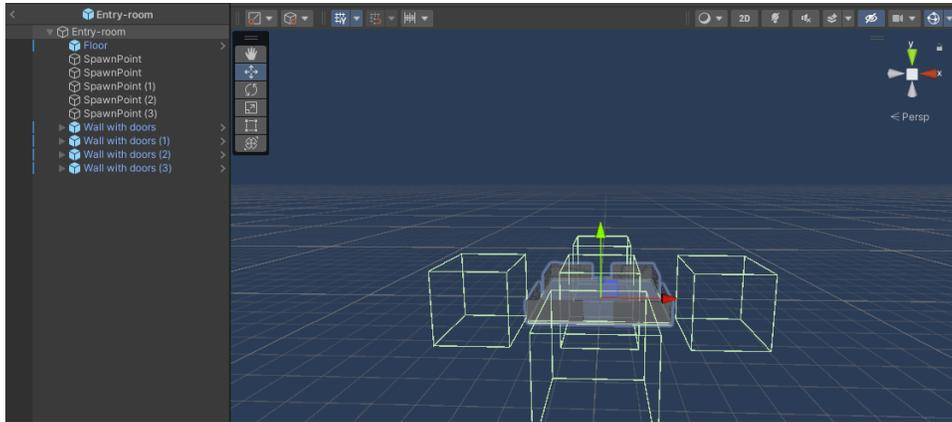 Entry-room
2D
Entry-room
Floor
SpawnPoint
SpawnPoint
SpawnPoint (1)
SpawnPoint (2)
SpawnPoint (3)
Wall with doors
Wall with doors (1)
Wall with doors (2)
Wall with doors (3)
y
x
Persp